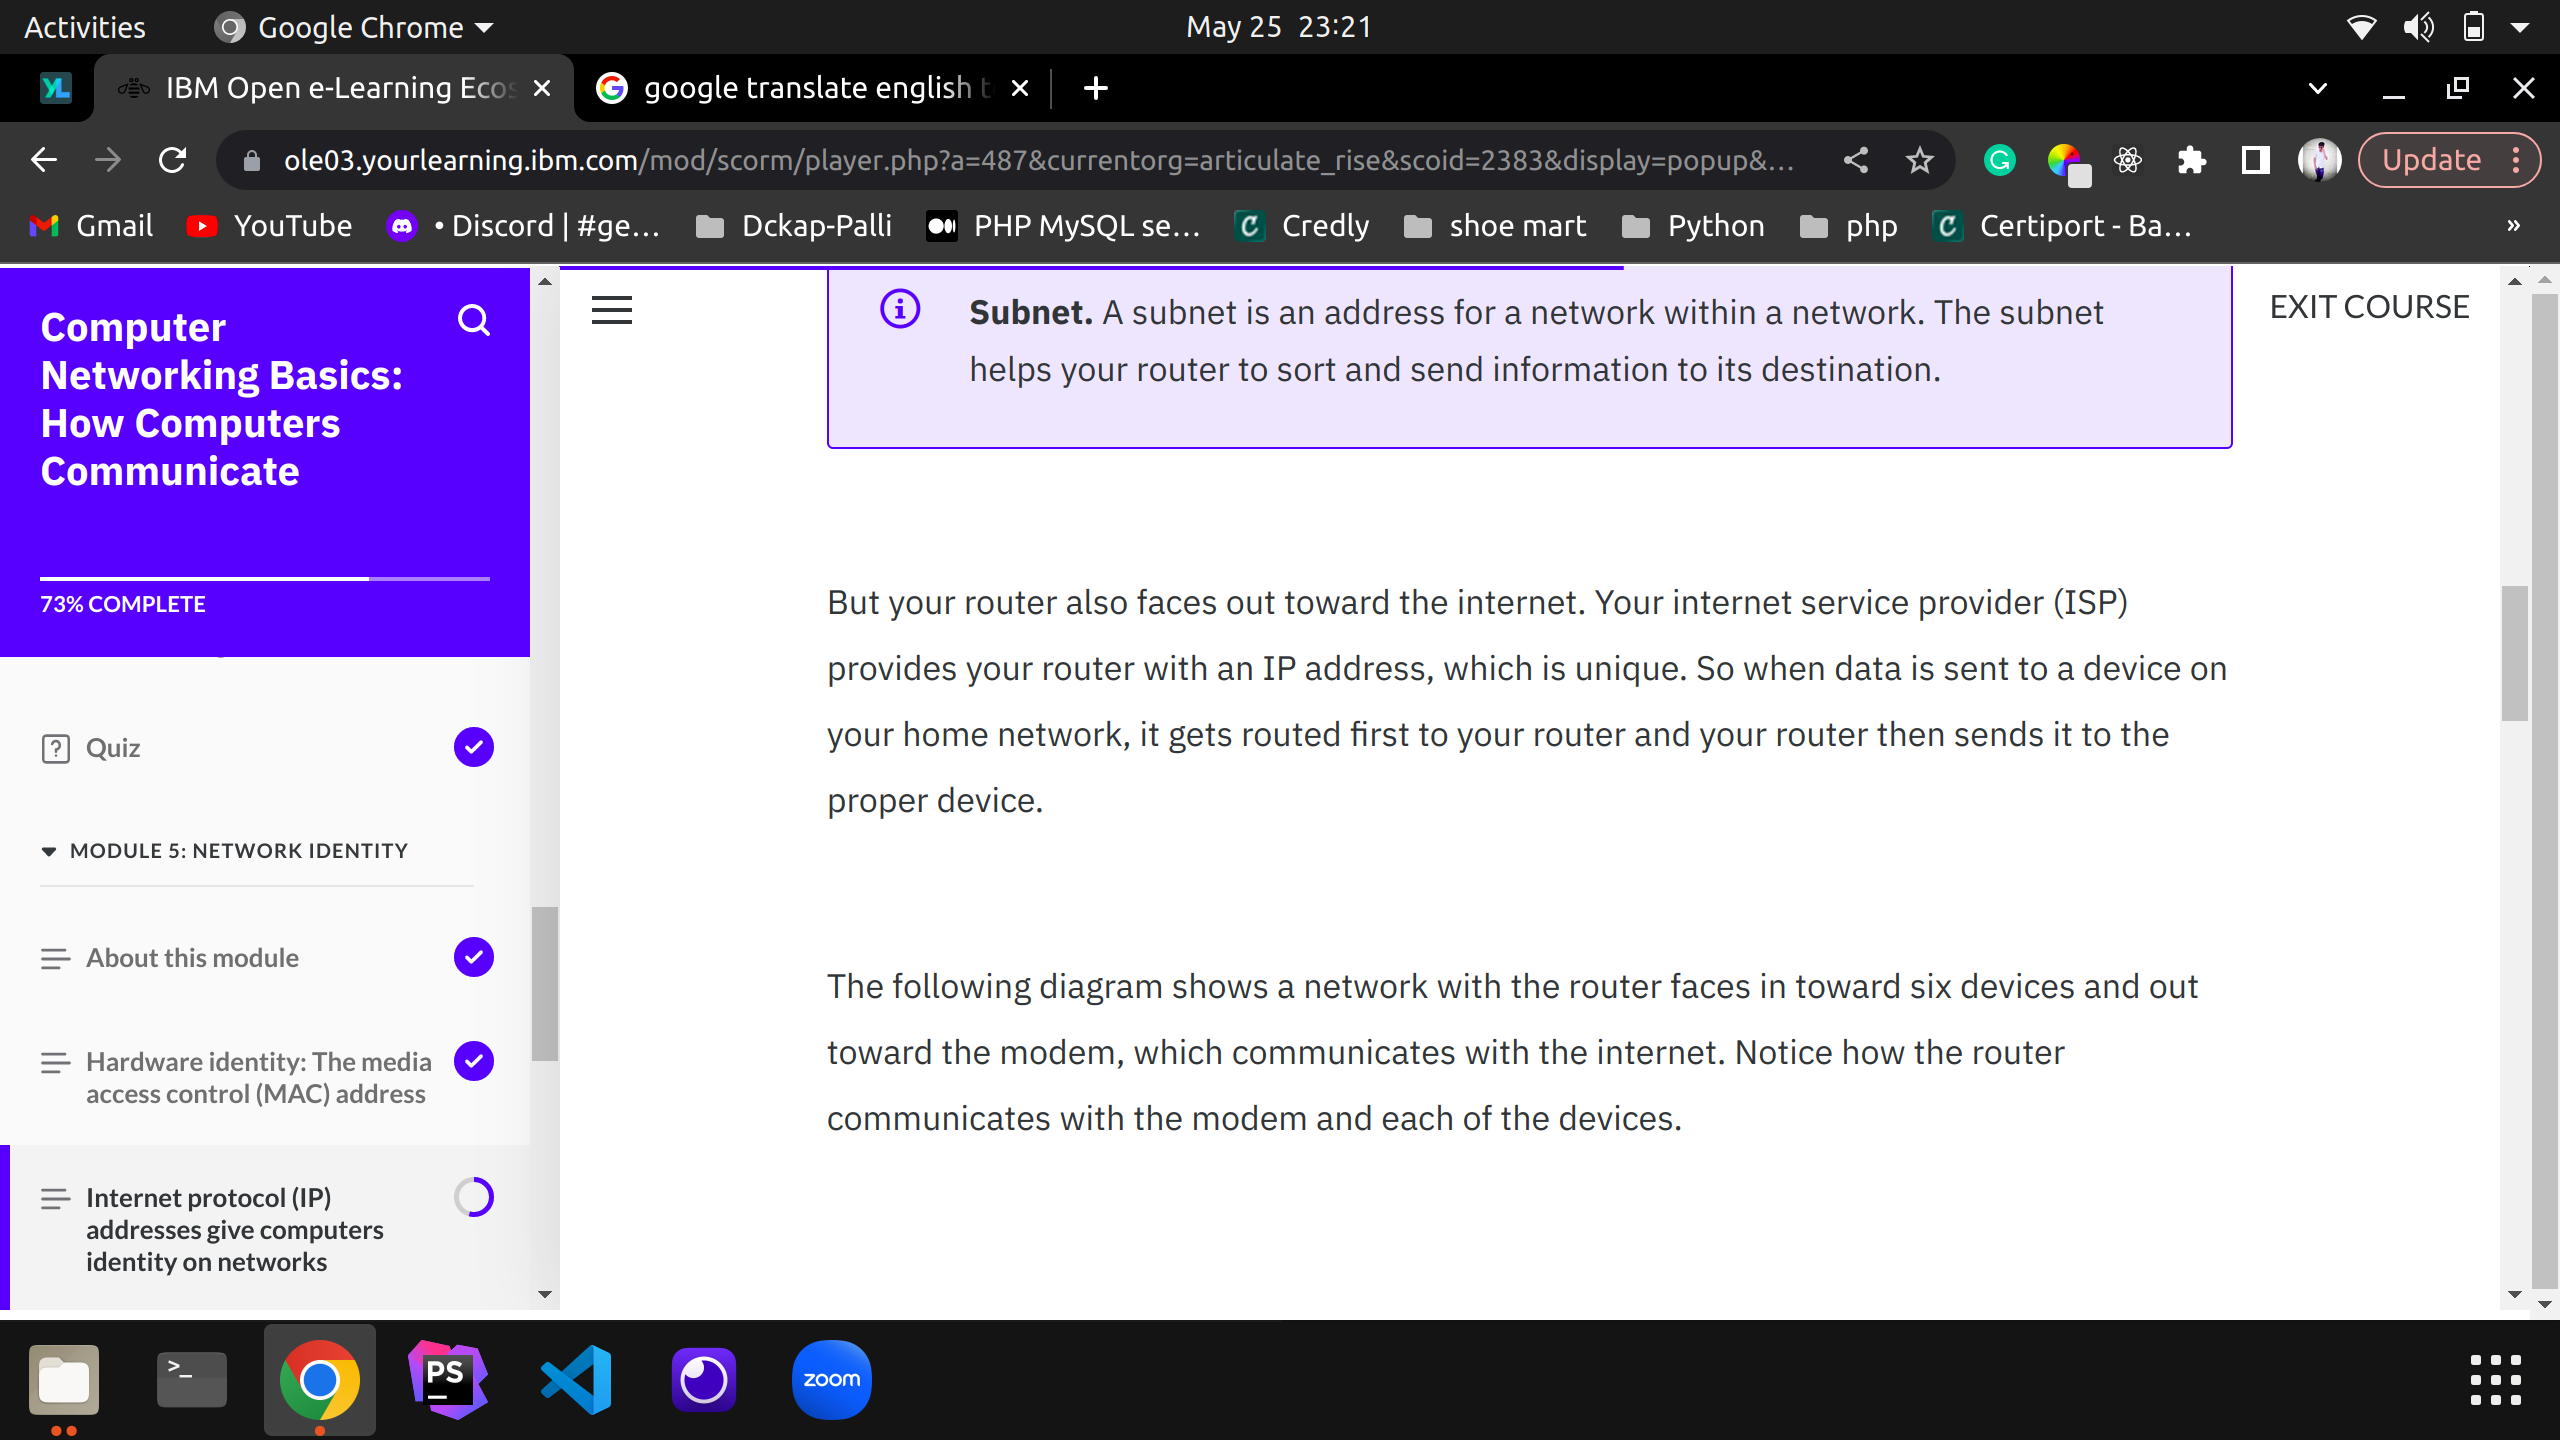 Activities
Google Chrome
May 25 23:21
IBM Open e-Learning Ecos
google translate english t
ole03.yourlearning.ibm.com/mod/scorm/player.php?a=487&currentorg=articulate_rise&scoid=2383&display=popup&...
Update
Gmail
YouTube
• Discord | #ge...
Dckap-Palli
PHP MySQL se...
Credly
shoe mart
Python
php
Certiport - Ba...
»
Computer
Networking Basics:
How Computers
Communicate
73% COMPLETE
Quiz
MODULE 5: NETWORK IDENTITY
About this module
Hardware identity: The media
access control (MAC) address
Internet protocol (IP)
addresses give computers
identity on networks
EXIT COURSE
Subnet. A subnet is an address for a network within a network. The subnet
helps your router to sort and send information to its destination.
But your router also faces out toward the internet. Your internet service provider (ISP)
provides your router with an IP address, which is unique. So when data is sent to a device on
your home network, it gets routed first to your router and your router then sends it to the
proper device.
The following diagram shows a network with the router faces in toward six devices and out
toward the modem, which communicates with the internet. Notice how the router
communicates with the modem and each of the devices.
PS
zoom